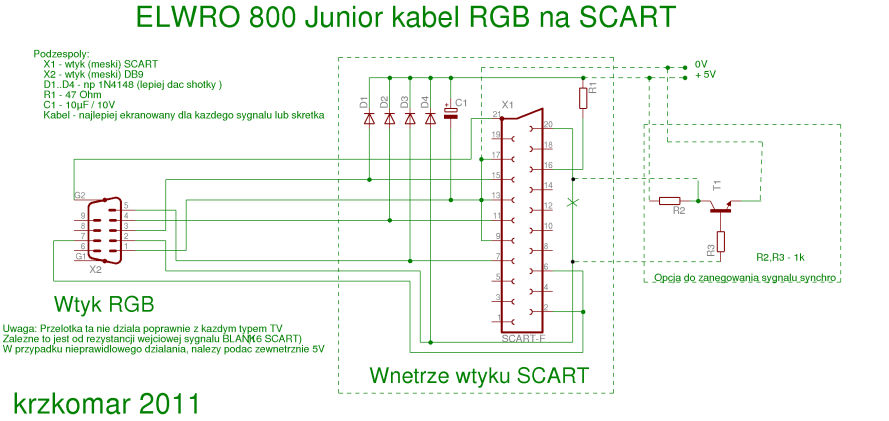 ELWRO 800 Junior kabel RGB na SCART
Podzespoly:
X1 - wtyk (meski) SCART
X2 - wtyk (meski) DB9
D1..D4 - np 1N4148 (lepiej dac shotky )
R1 - 47 Ohm
C1 - 10µF / 10V
Kabel - najlepiej ekranowany dla kazdego sygnalu lub skretka
0V
+ 5V
D1
D2
D3
D4
C1
X1
R1
21
19
17
15
13
11
9
7
5
3
1
20
18
16
14
12
10
8
6
4
2
SCART-F
G2
9
8
7
6
G1
5
4
3
2
1
X2
T1
R2
R3
R2,R3 - 1k
Opcja do zanegowania sygnalu synchro
Wtyk RGB
Uwaga: Przelotka ta nie dziala poprawnie z kazdym typem TV
Zalezne to jest od rezystancji wejciowej sygnalu BLANK(16 SCART)
W przypadku nieprawidlowego dzialania, nalezy podac zewnetrznie 5V
Wnetrze wtyku SCART
krzkomar 2011